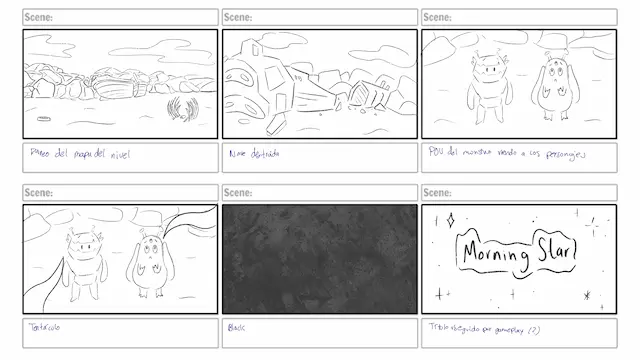 Scene:
Scene:
Scene:
Paneo del mapa del nivel
Nave destruida
POV del monstruo viendo a los personajes
Scene:
Scene:
Scene:
Morning Star
Tentáculo
Black
Título seguido por gameplay (?)